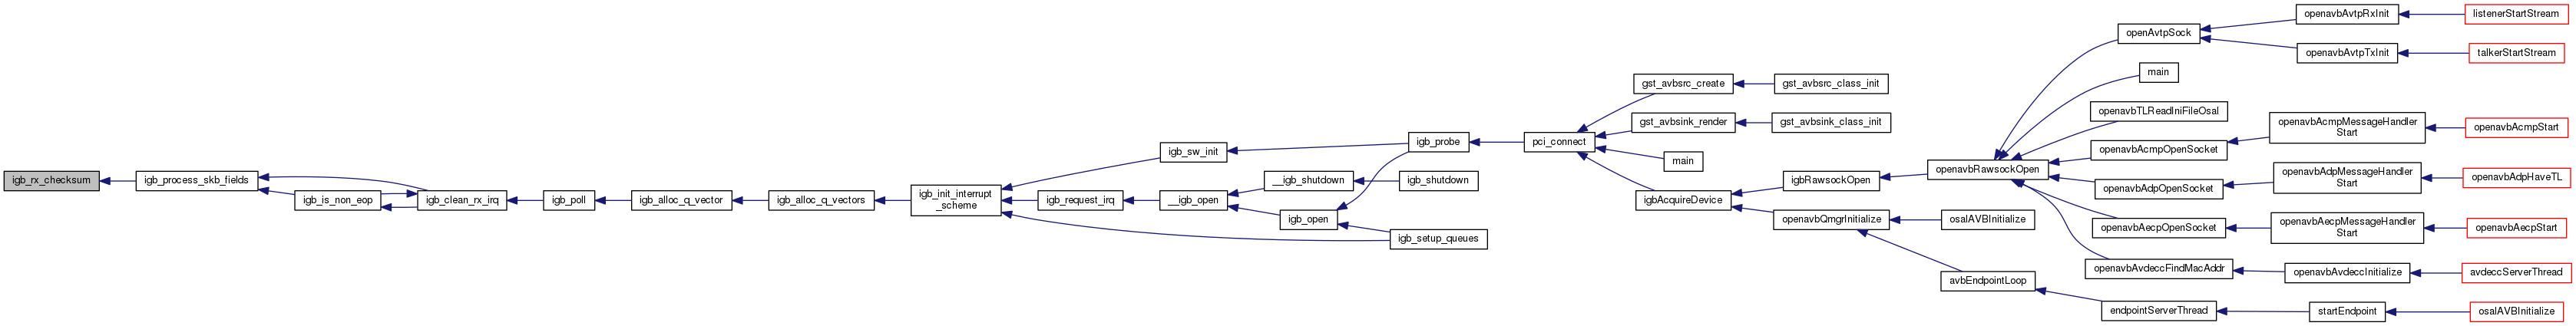 igb_rx_checksum
igb_process_skb_fields
igb_is_non_eop
igb_clean_rx_irq
igb_poll
igb_alloc_q_vector
igb_alloc_q_vectors
igb_init_interrupt
_scheme
igb_sw_init
igb_request_irq
__igb_open
__igb_shutdown
igb_open
igb_shutdown
igb_setup_queues
igb_probe
pci_connect
gst_avbsrc_create
gst_avbsrc_class_init
gst_avbsink_render
gst_avbsink_class_init
main
igbAcquireDevice
igbRawsockOpen
openavbQmgrInitialize
osalAVBInitialize
avbEndpointLoop
openavbRawsockOpen
openAvtpSock
openavbAvtpRxInit
listenerStartStream
openavbAvtpTxInit
talkerStartStream
main
openavbTLReadIniFileOsal
openavbAcmpOpenSocket
openavbAcmpMessageHandler
Start
openavbAcmpStart
openavbAdpOpenSocket
openavbAdpMessageHandler
Start
openavbAdpHaveTL
openavbAecpOpenSocket
openavbAecpMessageHandler
Start
openavbAecpStart
openavbAvdeccFindMacAddr
openavbAvdeccInitialize
avdeccServerThread
endpointServerThread
startEndpoint
osalAVBInitialize